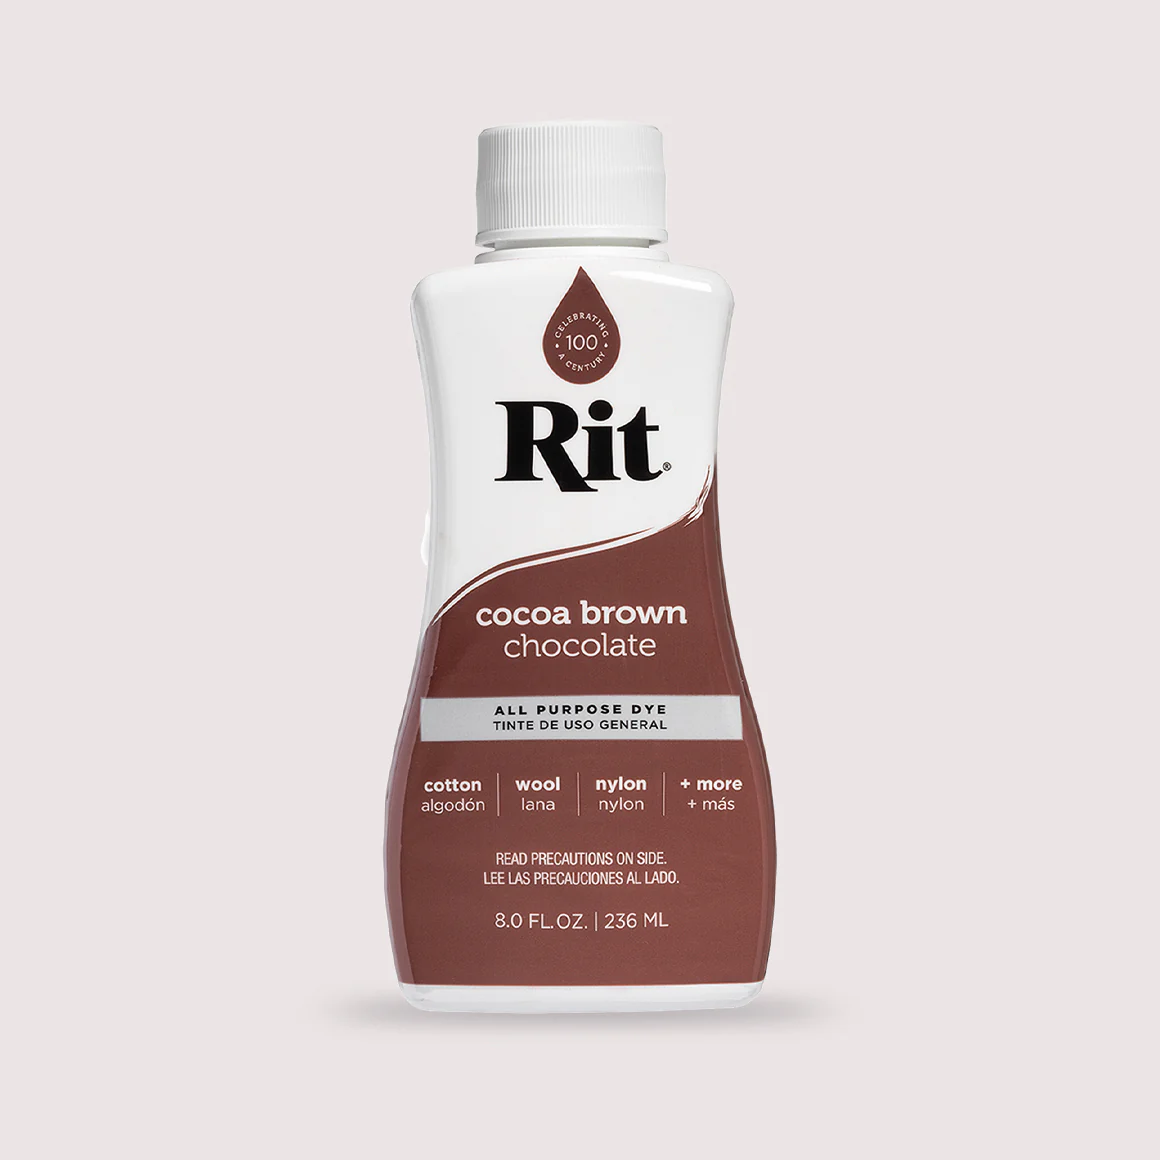 CELEBRATING
100
A CENTURY
Rit®
cocoa brown
chocolate
ALL PURPOSE DYE
TINTE DE USO GENERAL
cotton wool nylon + more
algodón lana nylon + más
READ PRECAUTIONS ON SIDE.
LEE LAS PRECAUCIONES AL LADO.
8.0 FL.OZ. | 236 ML